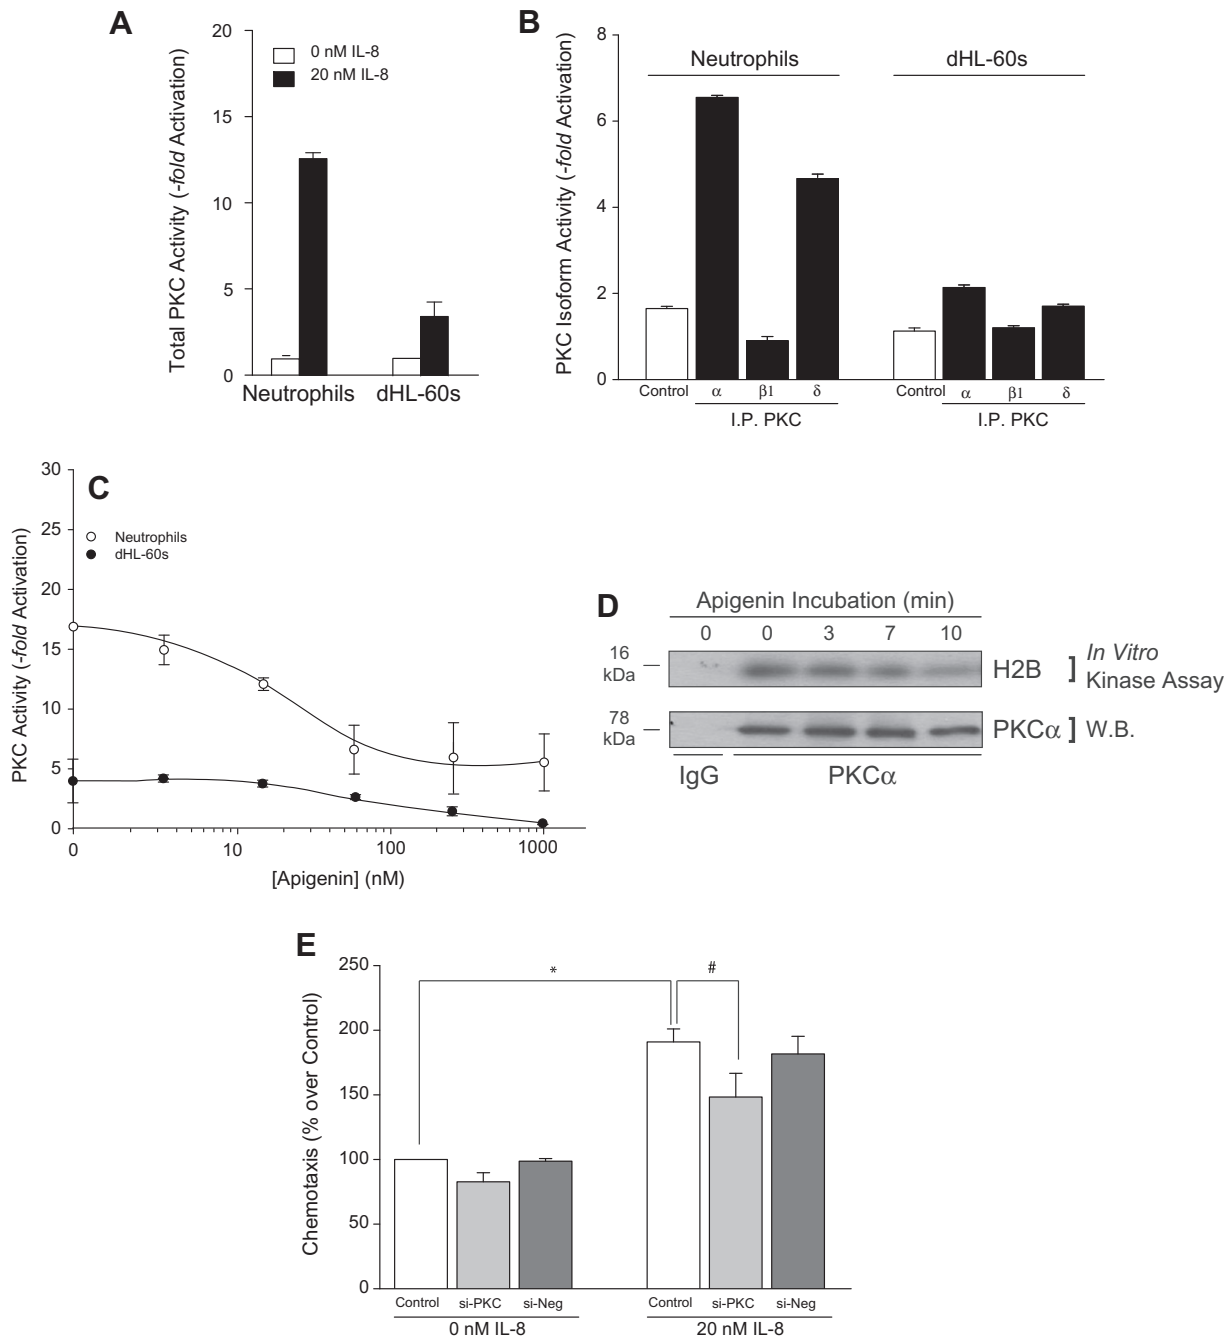 A
20
15
10
5
0
Total PKC Activity (-fold Activation)
0 nM IL-8
20 nM IL-8
Neutrophils
dHL-60s
B
8
6
4
2
0
PKC Isoform Activity (-fold Activation)
Neutrophils
dHL-60s
Control α β1 δ
I.P. PKC
Control α β1 δ
I.P. PKC
C
30
25
20
15
10
5
0
PKC Activity (-fold Activation)
Neutrophils
dHL-60s
0 10 100 1000
[Apigenin] (nM)
D
Apigenin Incubation (min)
0 0 3 7 10
16
kDa
H2B ] In Vitro
Kinase Assay
78
kDa
PKCα ] W.B.
IgG PKCα
E
250
200
150
100
50
0
Chemotaxis (% over Control)
* #
Control si-PKC si-Neg
0 nM IL-8
Control si-PKC si-Neg
20 nM IL-8